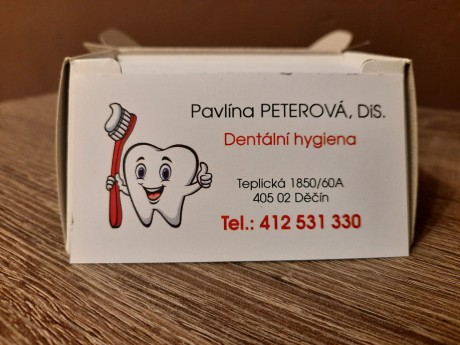 Pavlína PETEROVÁ, DiS.
Dentální hygiena
Teplická 1850/60A
405 02 Děčín
Tel.: 412 531 330